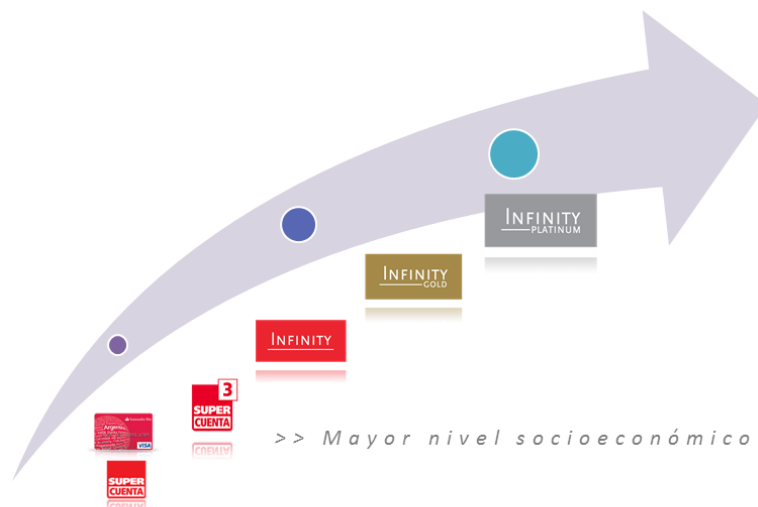 INFINITY
PLATINUM
INFINITY
GOLD
INFINITY
3
SUPER
CUENTA
>> Mayor nivel socioeconómico
VISA
SUPER
CUENTA